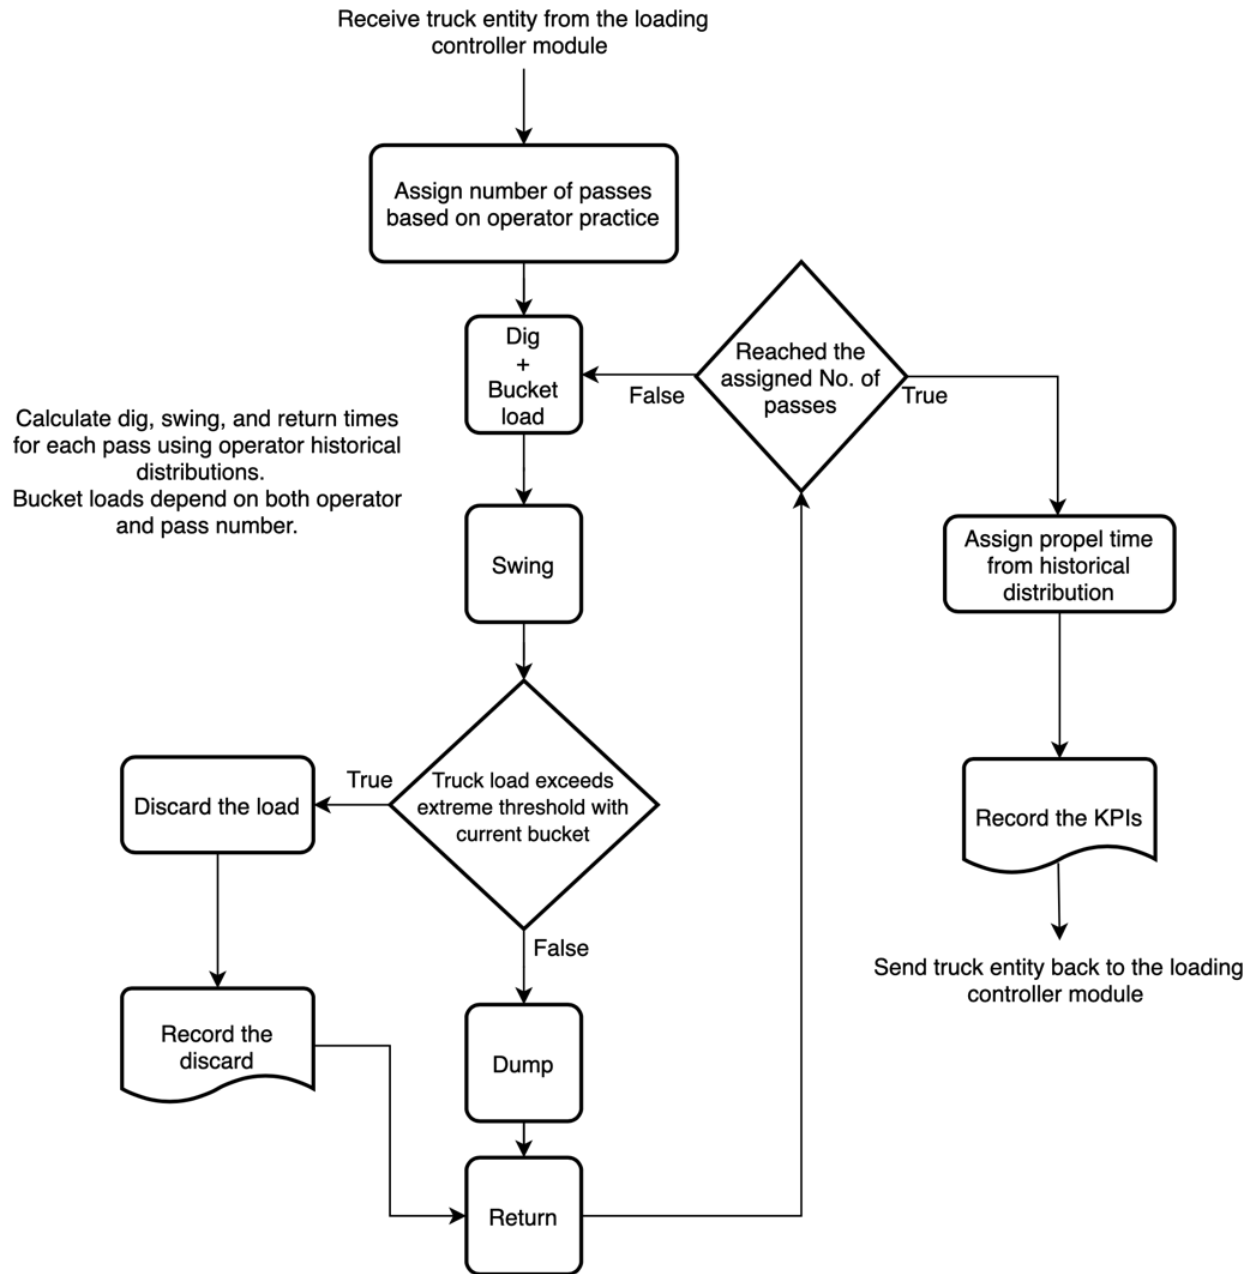 Receive truck entity from the loading
controller module
Assign number of passes
based on operator practice
Dig
+
Bucket
load
False
Reached the
assigned No. of
passes
True
Calculate dig, swing, and return times
for each pass using operator historical
distributions.
Bucket loads depend on both operator
and pass number.
Swing
Assign propel time
from historical
distribution
True
Truck load exceeds
extreme threshold with
current bucket
Discard the load
False
Record the KPIs
Send truck entity back to the loading
controller module
Record the
discard
Dump
Return